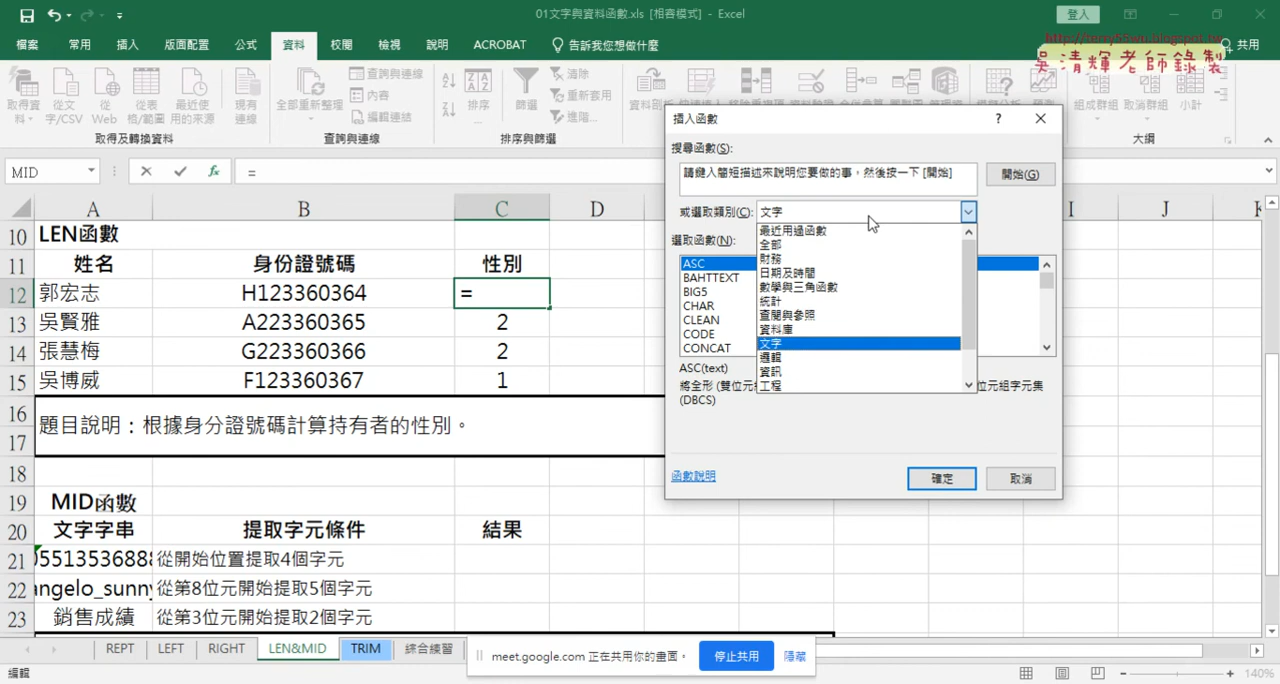 01文字與資料函數.xls [相容模式] - Excel
登入
http://terry55wu.blogspot.tw
吳清輝老師錄製
檔案 常用 插入 版面配置 公式 資料 校閱 檢視 說明 ACROBAT 告訴我您想做什麼 共用
取得資料 從文字/CSV 從 Web 從表格/範圍 最近使用的來源 現有連線
取得及轉換資料
全部重新整理 查詢與連線 內容 編輯連結
查詢與連線
排序 篩選 清除 重新套用 進階...
排序與篩選
組成群組 取消群組 小計
大綱
MID
=
A B C D I J K
10 LEN函數
11 姓名 身份證號碼 性別
12 郭宏志 H123360364 =
13 吳賢雅 A223360365 2
14 張慧梅 G223360366 2
15 吳博威 F123360367 1
16 題目說明：根據身分證號碼計算持有者的性別。
17
18
19 MID函數
20 文字字串 提取字元條件 結果
21 0551353688 從開始位置提取4個字元
22 angelo_sunny 從第8位元開始提取5個字元
23 銷售成績 從第3位元開始提取2個字元
插入函數 ?
搜尋函數(S):
請鍵入簡短描述來說明您要做的事，然後按一下 [開始]
開始(G)
或選取類別(C): 文字
最近用過函數
全部
財務
日期及時間
數學與三角函數
統計
查閱與參照
資料庫
文字
邏輯
資訊
工程
選取函數(N):
ASC
BAHTTEXT
BIG5
CHAR
CLEAN
CODE
CONCAT
ASC(text)
將全形 (雙位元組
位元組字元集
(DBCS)
函數說明
確定
取消
REPT LEFT RIGHT LEN&MID TRIM 綜合練習
meet.google.com 正在共用你的畫面。 停止共用 隱藏
編輯
140%